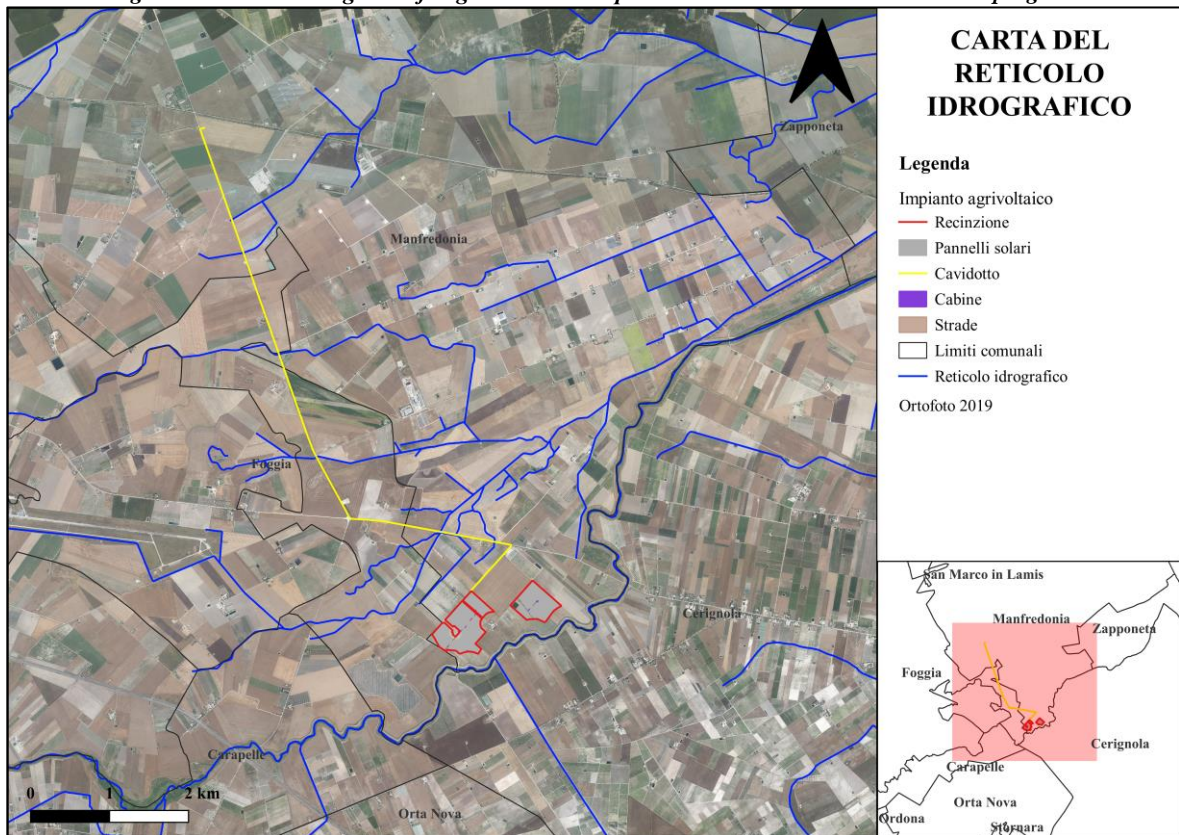 CARTA DEL
RETICOLO
IDROGRAFICO
Legenda
Impianto agrivoltaico
Recinzione
Pannelli solari
Cavidotto
Cabine
Strade
Limiti comunali
Reticolo idrografico
Ortofoto 2019
Zapponeta
Manfredonia
Foggia
Cerignola
Carapelle
Orta Nova
0 1 2 km
San Marco in Lamis
Manfredonia
Zapponeta
Foggia
Cerignola
Carapelle
Orta Nova
Ordona
Stornara